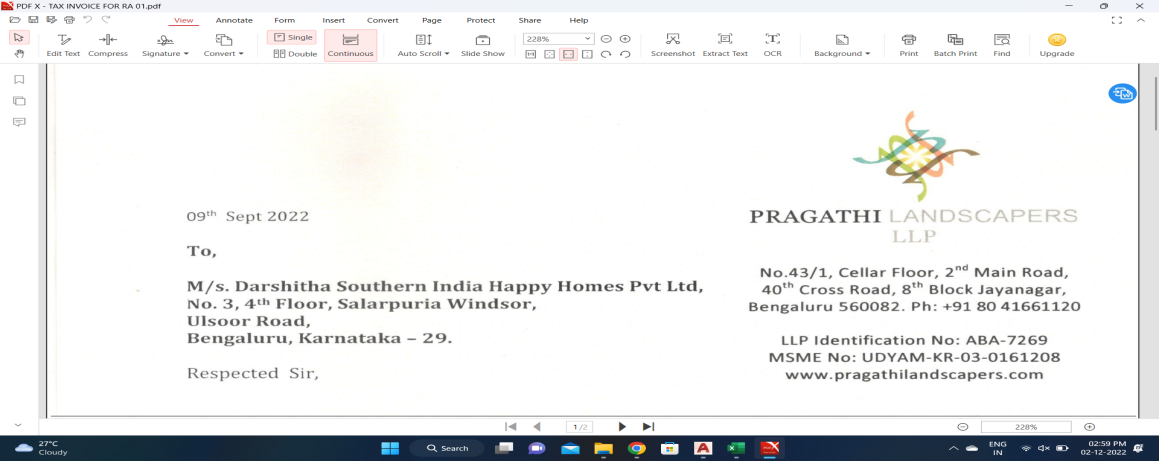 PDF X - TAX INVOICE FOR RA 01.pdf
View Annotate Form Insert Convert Page Protect Share Help
Edit Text Compress Signature Convert Single Double Continuous Auto Scroll Slide Show 228% Screenshot Extract Text OCR Background Print Batch Print Find Upgrade
09th Sept 2022
To,
M/s. Darshitha Southern India Happy Homes Pvt Ltd,
No. 3, 4th Floor, Salarpuria Windsor,
Ulsoor Road,
Bengaluru, Karnataka – 29.
Respected Sir,
PRAGATHI LANDSCAPERS
LLP
No.43/1, Cellar Floor, 2nd Main Road,
40th Cross Road, 8th Block Jayanagar,
Bengaluru 560082. Ph: +91 80 41661120
LLP Identification No: ABA-7269
MSME No: UDYAM-KR-03-0161208
www.pragathilandscapers.com
1/2 228%
27°C
Cloudy
Search
ENG
IN
02:59 PM
02-12-2022